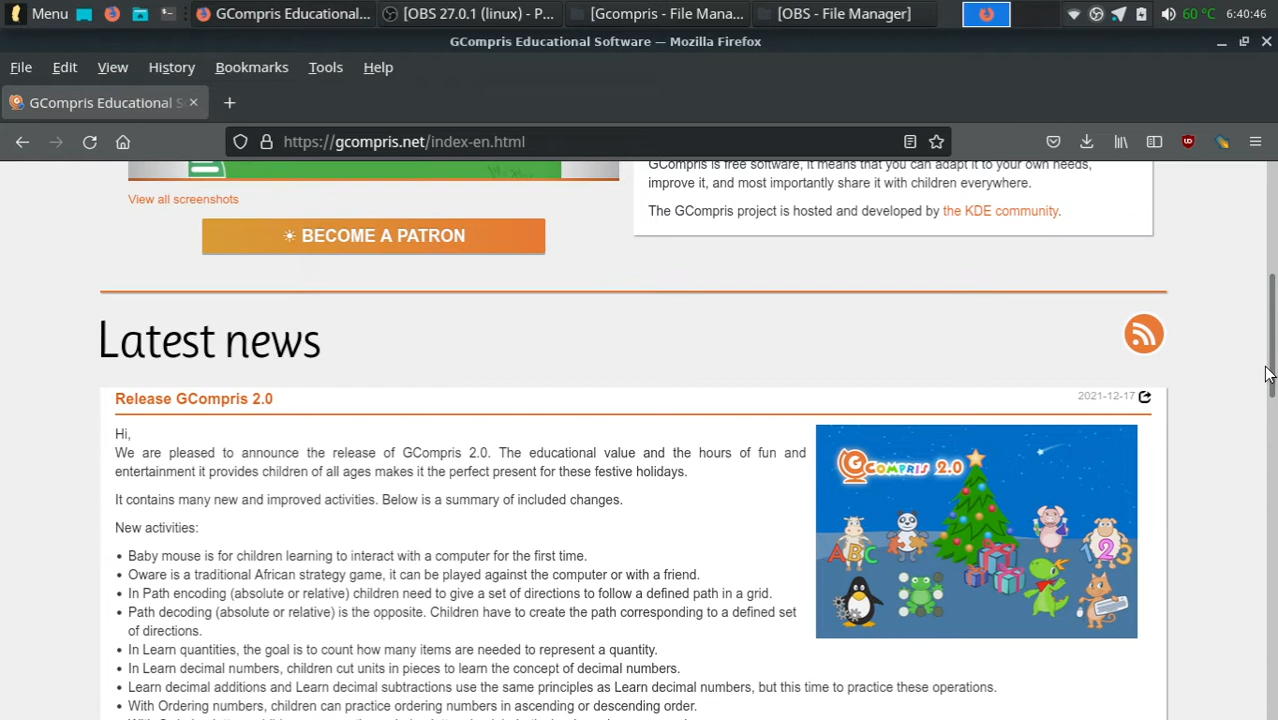 Menu GCompris Educational... [OBS 27.0.1 (linux) - P... [Gcompris - File Mana... [OBS - File Manager] 60 °C 6:40:46
GCompris Educational Software — Mozilla Firefox
File Edit View History Bookmarks Tools Help
GCompris Educational S
https://gcompris.net/index-en.html
GCompris is free software, it means that you can adapt it to your own needs,
improve it, and most importantly share it with children everywhere.
View all screenshots
The GCompris project is hosted and developed by the KDE community.
☀ BECOME A PATRON
Latest news
Release GCompris 2.0 2021-12-17
Hi,
We are pleased to announce the release of GCompris 2.0. The educational value and the hours of fun and
entertainment it provides children of all ages makes it the perfect present for these festive holidays.
It contains many new and improved activities. Below is a summary of included changes.
New activities:
• Baby mouse is for children learning to interact with a computer for the first time.
• Oware is a traditional African strategy game, it can be played against the computer or with a friend.
• In Path encoding (absolute or relative) children need to give a set of directions to follow a defined path in a grid.
• Path decoding (absolute or relative) is the opposite. Children have to create the path corresponding to a defined set
of directions.
• In Learn quantities, the goal is to count how many items are needed to represent a quantity.
• In Learn decimal numbers, children cut units in pieces to learn the concept of decimal numbers.
• Learn decimal additions and Learn decimal subtractions use the same principles as Learn decimal numbers, but this time to practice these operations.
• With Ordering numbers, children can practice ordering numbers in ascending or descending order.
GCOMPRIS 2.0
ABC
123